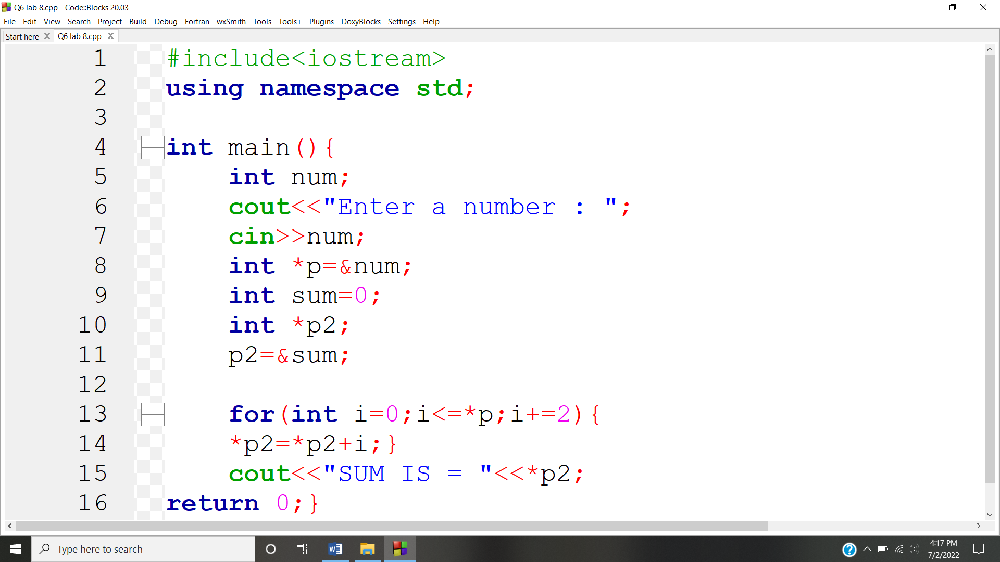 Q6 lab 8.cpp - Code::Blocks 20.03
File Edit View Search Project Build Debug Fortran wxSmith Tools Tools+ Plugins DoxyBlocks Settings Help
Start here Q6 lab 8.cpp
1 #include<iostream>
2 using namespace std;
3
4 int main(){
5 int num;
6 cout<<"Enter a number : ";
7 cin>>num;
8 int *p=&num;
9 int sum=0;
10 int *p2;
11 p2=&sum;
12
13 for(int i=0;i<=*p;i+=2){
14 *p2=*p2+i;}
15 cout<<"SUM IS = "<<*p2;
16 return 0;}
Type here to search
4:17 PM
7/2/2022